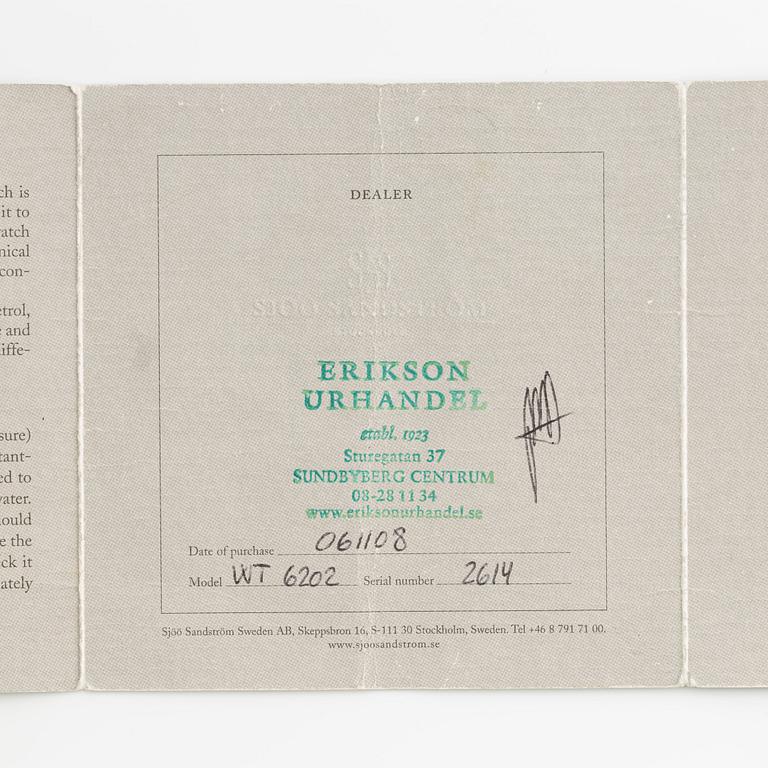 ch is
it to
atch
nical
con-
etrol,
e and
iffe-
sure)
tant-
ed to
vater.
ould
e the
ck it
ately
DEALER
SJÖÖ SANDSTRÖM
ERIKSON
URHANDEL
etabl. 1923
Sturegatan 37
SUNDBYBERG CENTRUM
08-28 11 34
www.eriksonurhandel.se
Date of purchase 061108
Model WT 6202 Serial number 2614
Sjöö Sandström Sweden AB, Skeppsbron 16, S-111 30 Stockholm, Sweden. Tel +46 8 791 71 00.
www.sjoosandstrom.se